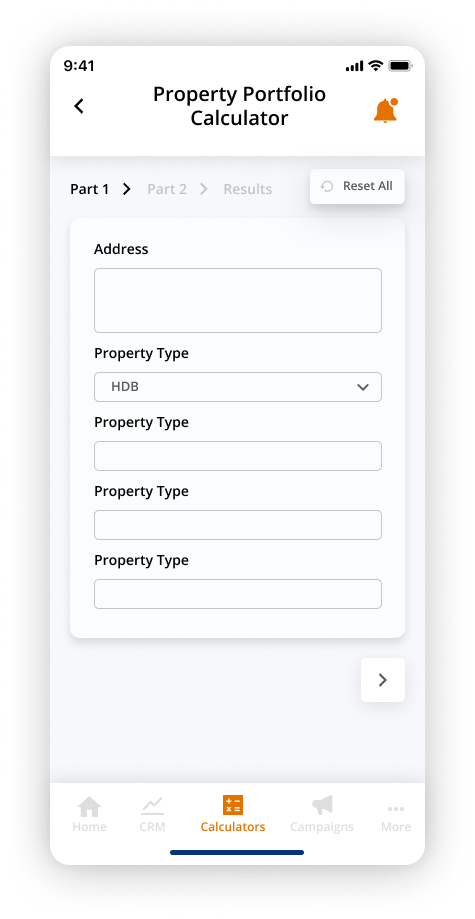 9:41
Property Portfolio
Calculator
Part 1 Part 2 Results Reset All
Address
Property Type
HDB
Property Type
Property Type
Property Type
Home CRM Calculators Campaigns More